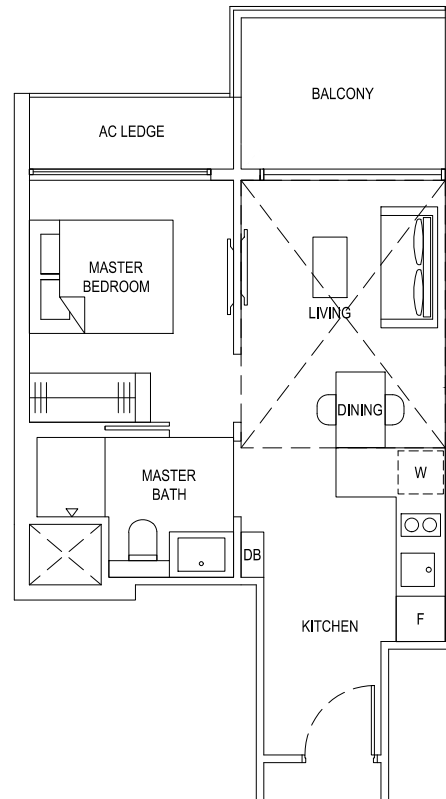 BALCONY
AC LEDGE
MASTER
BEDROOM
LIVING
DINING
MASTER
BATH
W
DB
KITCHEN
F